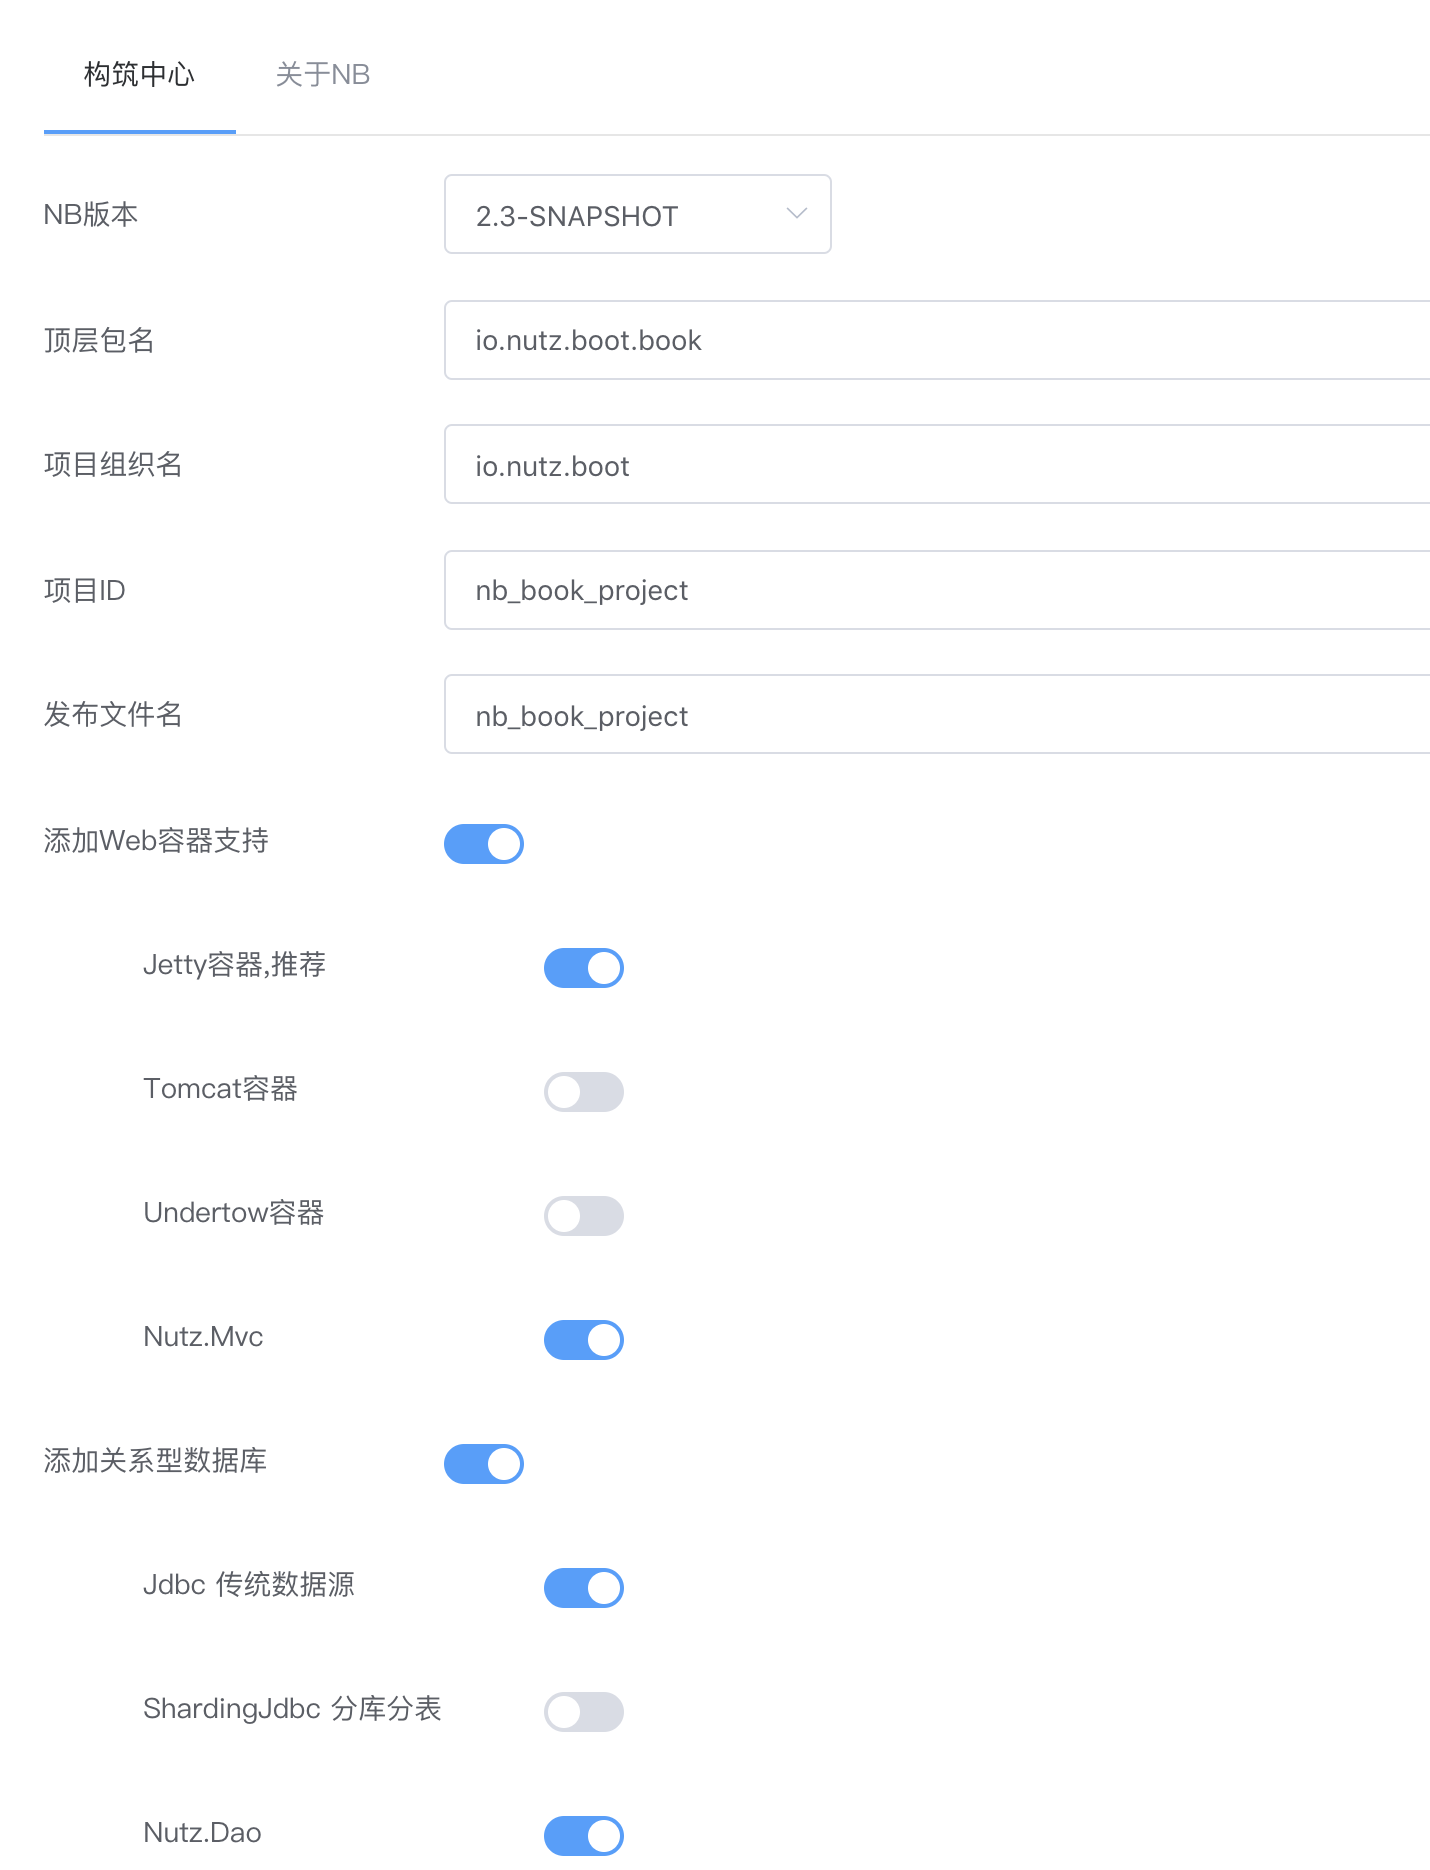 构筑中心 关于NB
NB版本 2.3-SNAPSHOT
顶层包名 io.nutz.boot.book
项目组织名 io.nutz.boot
项目ID nb_book_project
发布文件名 nb_book_project
添加Web容器支持
Jetty容器,推荐
Tomcat容器
Undertow容器
Nutz.Mvc
添加关系型数据库
Jdbc 传统数据源
ShardingJdbc 分库分表
Nutz.Dao